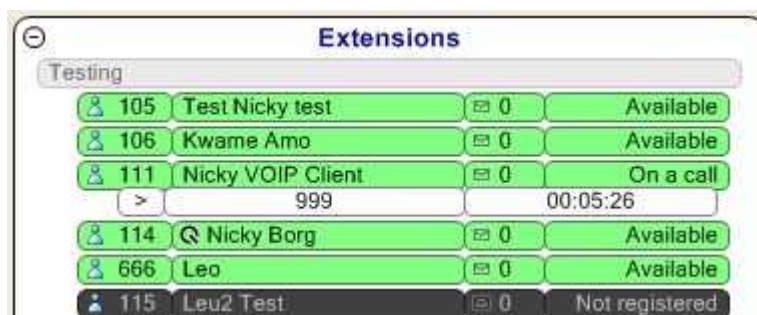 Extensions
Testing
105 Test Nicky test 0 Available
106 Kwame Amo 0 Available
111 Nicky VOIP Client 0 On a call
> 999 00:05:26
114 Nicky Borg 0 Available
666 Leo 0 Available
115 Leu2 Test 0 Not registered